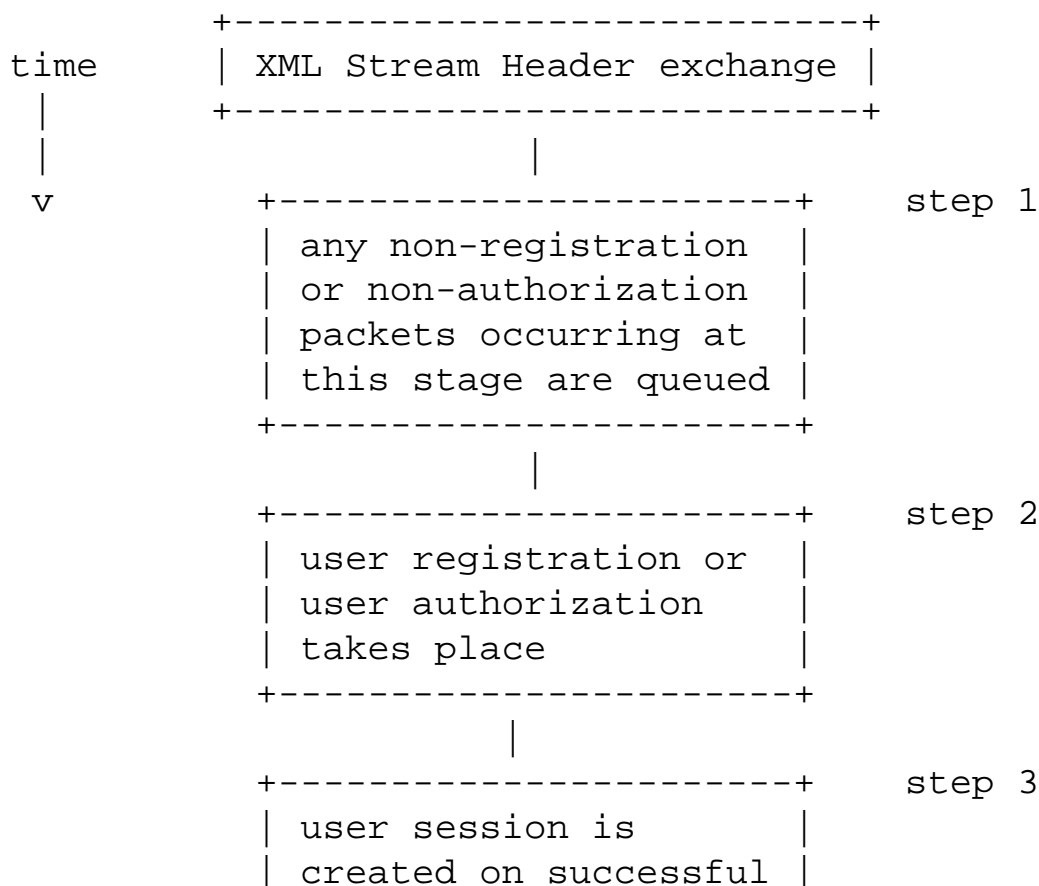 +----------------------------+
time | XML Stream Header exchange |
| +----------------------------+
| |
v +-----------------------+ step 1
| any non-registration |
| or non-authorization |
| packets occurring at |
| this stage are queued |
+-----------------------+
|
+-----------------------+ step 2
| user registration or |
| user authorization |
| takes place |
+-----------------------+
|
+-----------------------+ step 3
| user session is |
| created on successful |